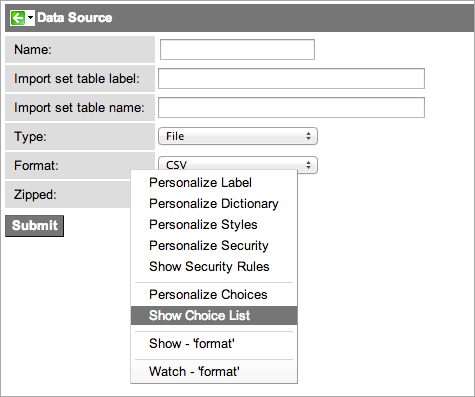 Data Source
Name:
Import set table label:
Import set table name:
Type: File
Format: CSV
Zipped:
Submit
Personalize Label
Personalize Dictionary
Personalize Styles
Personalize Security
Show Security Rules
Personalize Choices
Show Choice List
Show - 'format'
Watch - 'format'